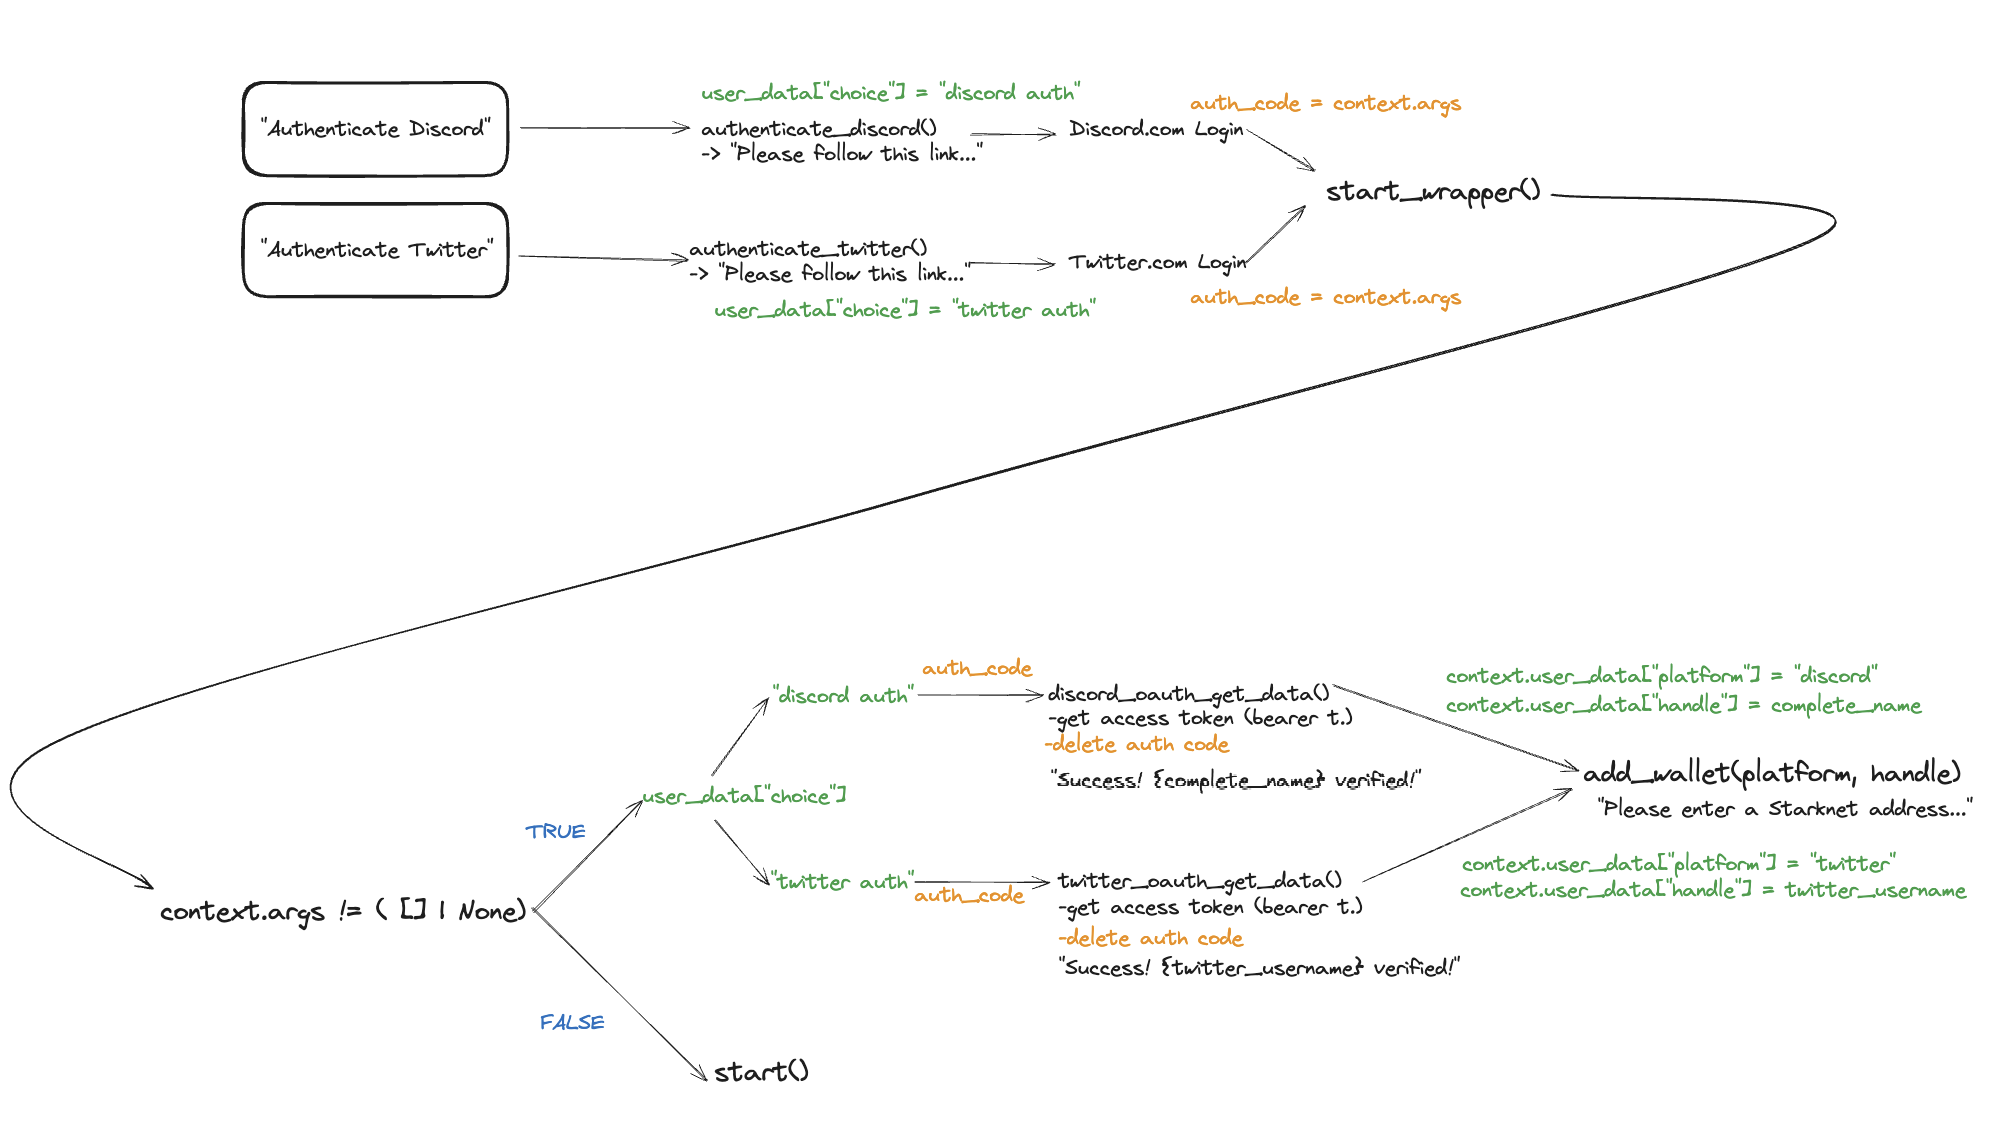 user_data["choice"] = "discord auth"
auth_code = context.args
"Authenticate Discord"
authenticate_discord()
-> "Please follow this link..."
Discord.com Login
start_wrapper()
"Authenticate Twitter"
authenticate_twitter()
-> "Please follow this link..."
Twitter.com Login
user_data["choice"] = "twitter auth"
auth_code = context.args
context.args != ( [] | None)
TRUE
FALSE
user_data["choice"]
"discord auth"
auth_code
discord_oauth_get_data()
-get access token (bearer t.)
-delete auth code
"Success! {complete_name} verified!"
context.user_data["platform"] = "discord"
context.user_data["handle"] = complete_name
add_wallet(platform, handle)
"Please enter a Starknet address..."
"twitter auth"
auth_code
twitter_oauth_get_data()
-get access token (bearer t.)
-delete auth code
"Success! {twitter_username} verified!"
context.user_data["platform"] = "twitter"
context.user_data["handle"] = twitter_username
start()